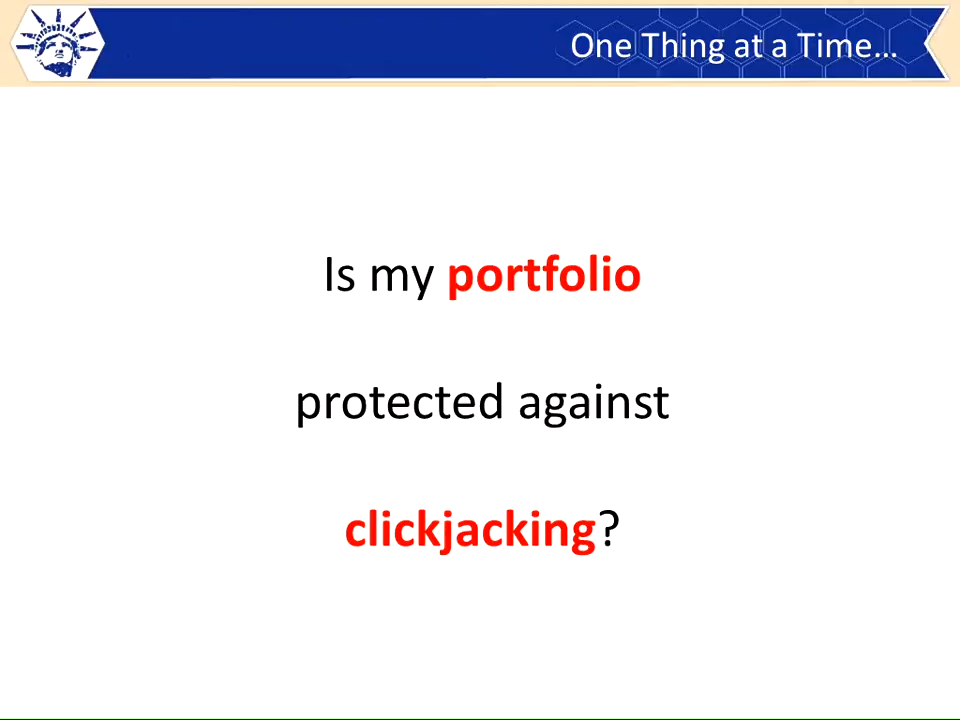 One Thing at a Time…
Is my portfolio
protected against
clickjacking?